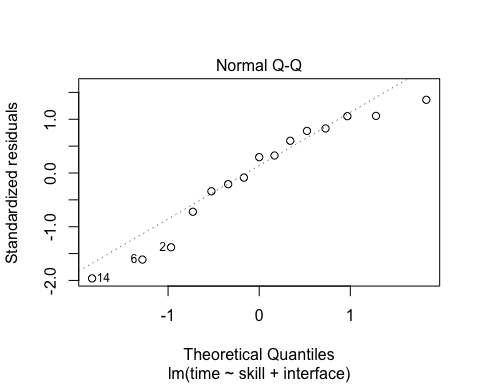 Normal Q-Q
Standardized residuals
1.0
0.0
-1.0
-2.0
2
6
14
-1
0
1
Theoretical Quantiles
lm(time ~ skill + interface)